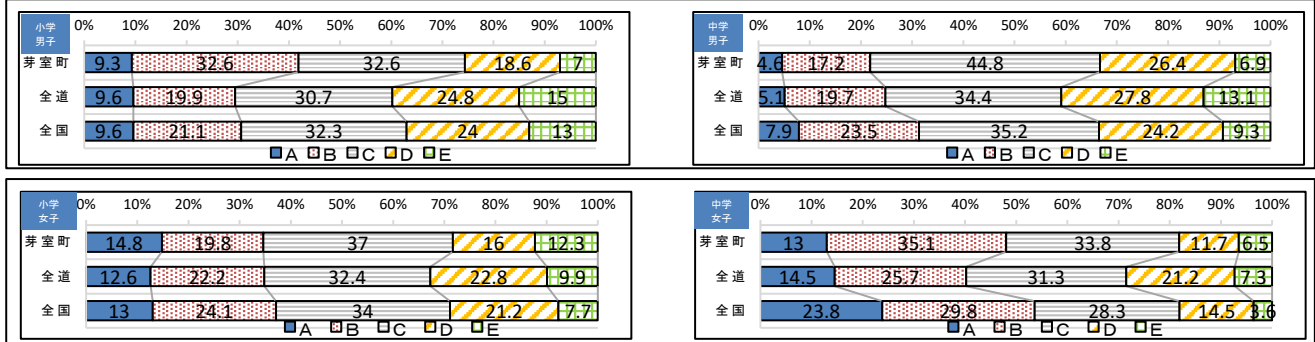 小学
男子
0% 10% 20% 30% 40% 50% 60% 70% 80% 90% 100%
芽室町 9.3 32.6 32.6 18.6 7
全道 9.6 19.9 30.7 24.8 15
全国 9.6 21.1 32.3 24 13
A B C D E
中学
男子
0% 10% 20% 30% 40% 50% 60% 70% 80% 90% 100%
芽室町 4.6 17.2 44.8 26.4 6.9
全道 5.1 19.7 34.4 27.8 13.1
全国 7.9 23.5 35.2 24.2 9.3
A B C D E
小学
女子
0% 10% 20% 30% 40% 50% 60% 70% 80% 90% 100%
芽室町 14.8 19.8 37 16 12.3
全道 12.6 22.2 32.4 22.8 9.9
全国 13 24.1 34 21.2 7.7
A B C D E
中学
女子
0% 10% 20% 30% 40% 50% 60% 70% 80% 90% 100%
芽室町 13 35.1 33.8 11.7 6.5
全道 14.5 25.7 31.3 21.2 7.3
全国 23.8 29.8 28.3 14.5 3.6
A B C D E